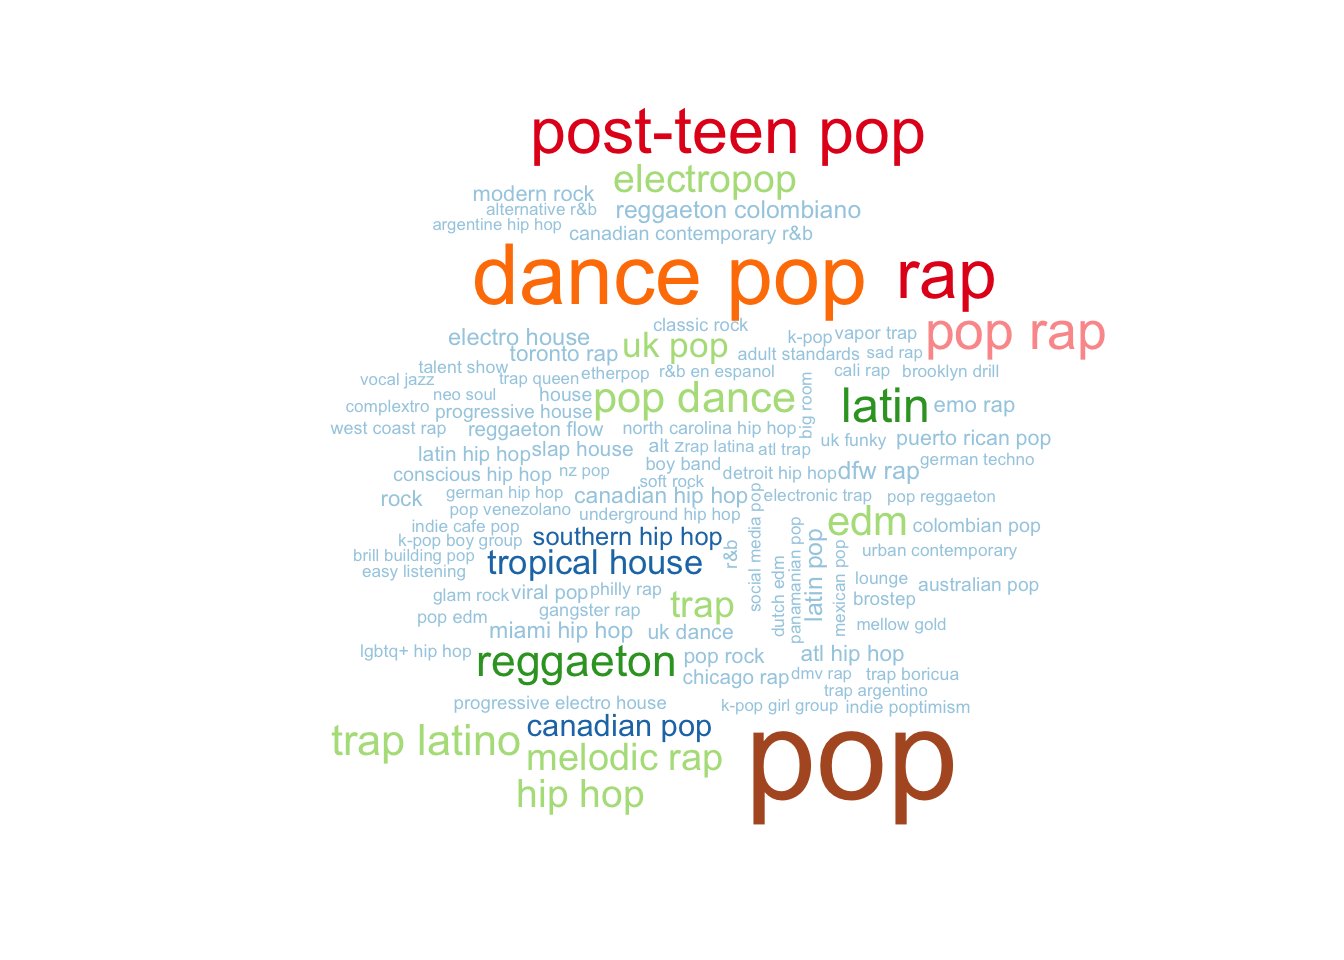 post-teen pop
electropop
modern rock
alternative r&b
reggaeton colombiano
argentine hip hop
canadian contemporary r&b
dance pop
rap
classic rock
k-pop
vapor trap
pop rap
electro house
toronto rap
uk pop
adult standards
sad rap
talent show
vocal jazz
trap queen
etherpop
r&b en espanol
cali rap
brooklyn drill
neo soul
house
pop dance
big room
latin
emo rap
complextro
progressive house
west coast rap
reggaeton flow
north carolina hip hop
uk funky
puerto rican pop
latin hip hop
slap house
alt z
rap latina
atl trap
german techno
conscious hip hop
nz pop
boy band
detroit hip hop
dfw rap
soft rock
rock
german hip hop
canadian hip hop
electronic trap
pop reggaeton
pop venezolano
underground hip hop
edm
colombian pop
indie cafe pop
k-pop boy group
southern hip hop
r&b
social media pop
dutch edm
panamanian pop
latin pop
mexican pop
urban contemporary
brill building pop
tropical house
easy listening
lounge
australian pop
glam rock
viral pop
philly rap
trap
brostep
pop edm
gangster rap
mellow gold
miami hip hop
uk dance
lgbtq+ hip hop
reggaeton
pop rock
atl hip hop
chicago rap
dmv rap
trap boricua
trap argentino
progressive electro house
k-pop girl group
indie poptimism
trap latino
canadian pop
melodic rap
pop
hip hop